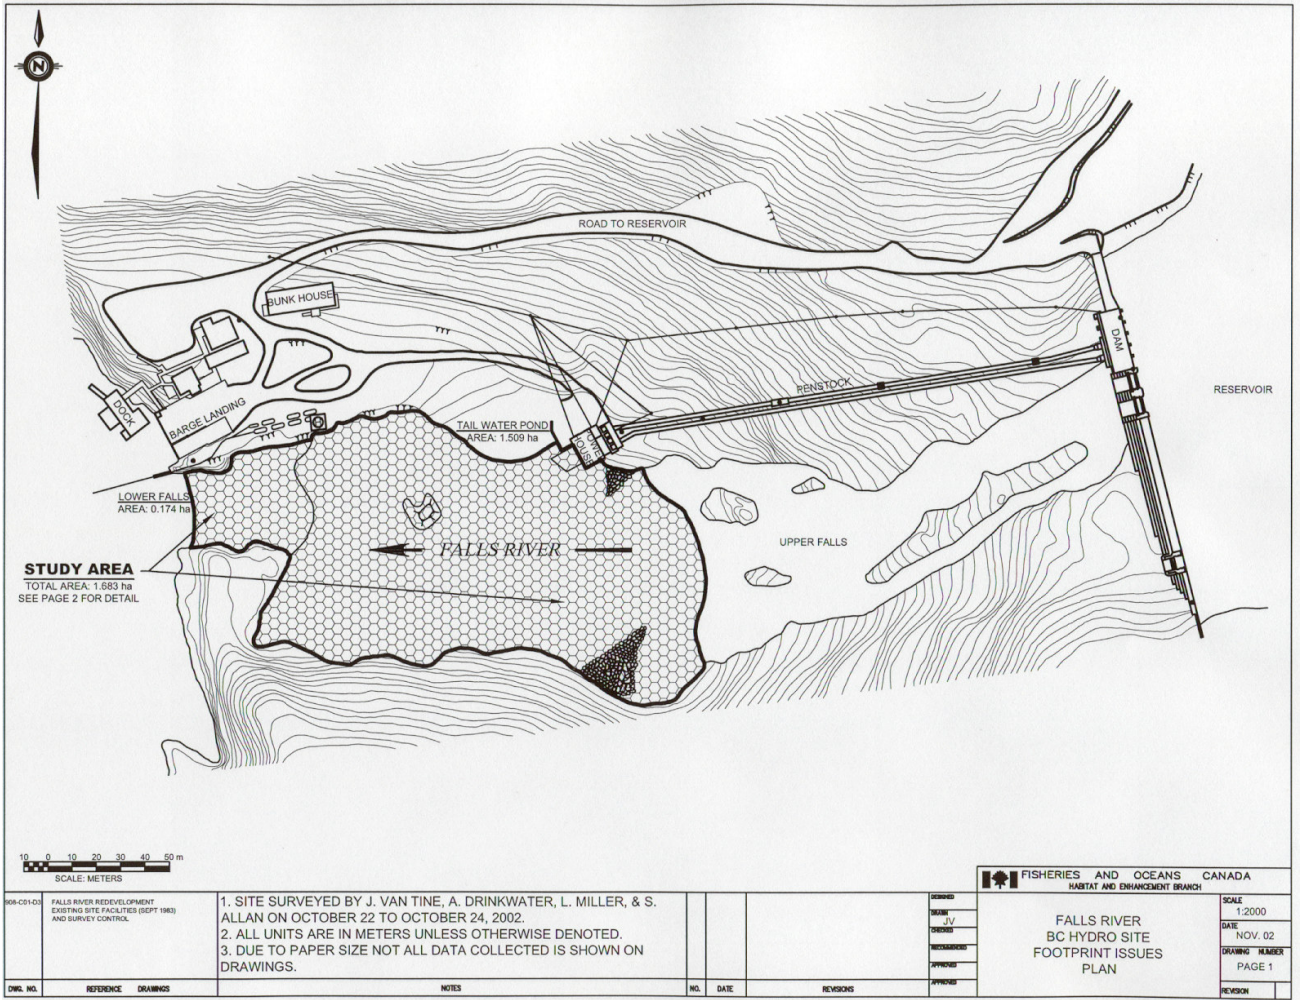 N
ROAD TO RESERVOIR
BUNK HOUSE
DAM
PENSTOCK
RESERVOIR
DOCK
BARGE LANDING
TAIL WATER POND
AREA: 1.509 ha
HOUSE
LOWER FALLS
AREA: 0.174 ha
UPPER FALLS
FALLS RIVER
STUDY AREA
TOTAL AREA: 1.683 ha
SEE PAGE 2 FOR DETAIL
10 0 10 20 30 40 50 m
SCALE: METERS
FISHERIES AND OCEANS CANADA
HABITAT AND ENHANCEMENT BRANCH
908-C01-D3
FALLS RIVER REDEVELOPMENT
EXISTING SITE FACILITIES (SEPT 1983)
AND SURVEY CONTROL
DWG. NO. REFERENCE DRAWINGS
1. SITE SURVEYED BY J. VAN TINE, A. DRINKWATER, L. MILLER, & S.
ALLAN ON OCTOBER 22 TO OCTOBER 24, 2002.
2. ALL UNITS ARE IN METERS UNLESS OTHERWISE DENOTED.
3. DUE TO PAPER SIZE NOT ALL DATA COLLECTED IS SHOWN ON
DRAWINGS.
NOTES
NO. DATE REVISIONS
DESIGNED
DRAWN
JV
CHECKED
RECOMMENDED
APPROVED
APPROVED
FALLS RIVER
BC HYDRO SITE
FOOTPRINT ISSUES
PLAN
SCALE
1:2000
DATE
NOV. 02
DRAWING NUMBER
PAGE 1
REVISION